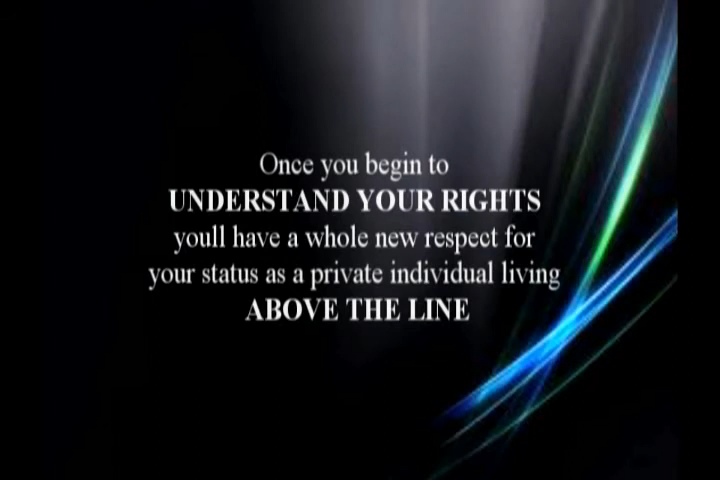 Once you begin to
UNDERSTAND YOUR RIGHTS
youll have a whole new respect for
your status as a private individual living
ABOVE THE LINE